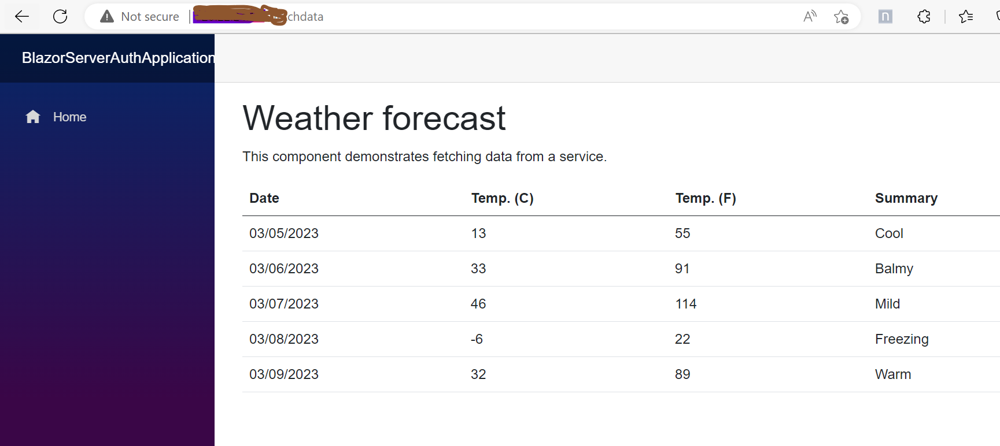 Not secure chdata
BlazorServerAuthApplication
Home
Weather forecast
This component demonstrates fetching data from a service.
Date Temp. (C) Temp. (F) Summary
03/05/2023 13 55 Cool
03/06/2023 33 91 Balmy
03/07/2023 46 114 Mild
03/08/2023 -6 22 Freezing
03/09/2023 32 89 Warm